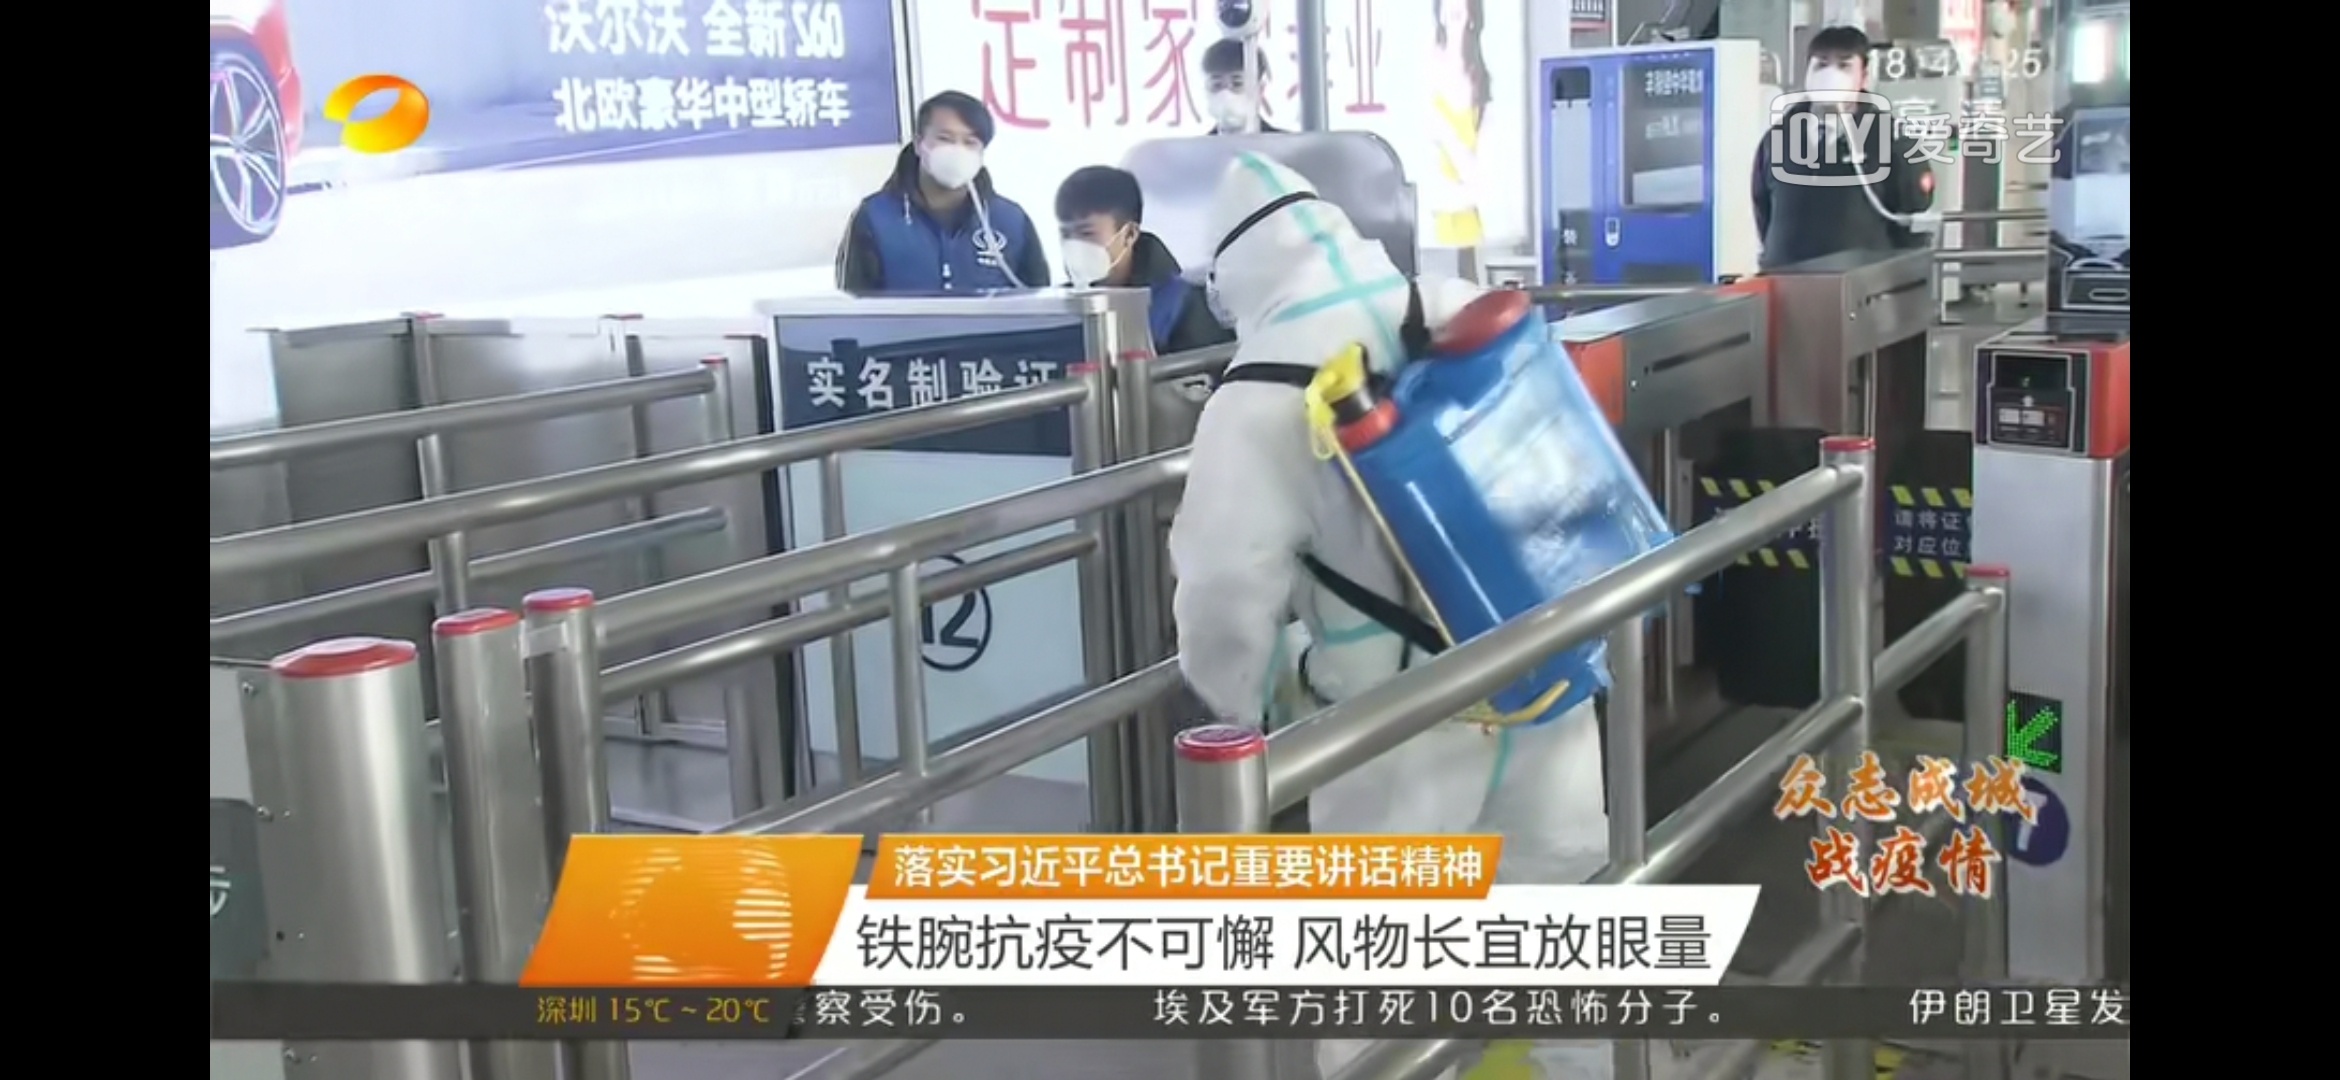 沃尔沃 全新S60
北欧豪华中型轿车
定制家
业
高清
iQIYI 爱奇艺
实名制验证
12
请将证
对应位
众志成城
战疫情
落实习近平总书记重要讲话精神
铁腕抗疫不可懈 风物长宜放眼量
深圳 15℃~20℃
察受伤。 埃及军方打死10名恐怖分子。 伊朗卫星发